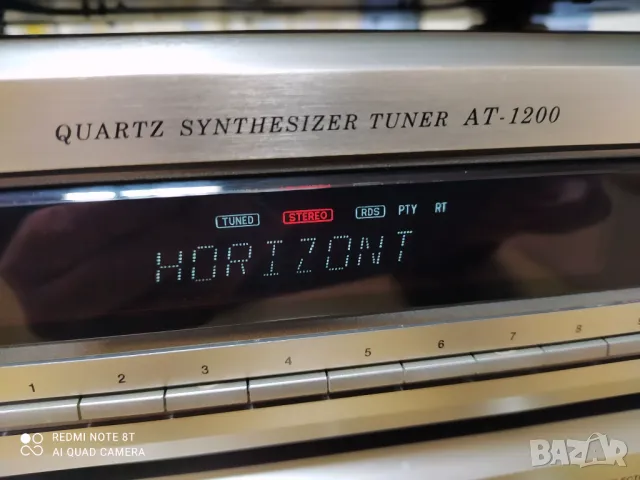 QUARTZ SYNTHESIZER TUNER AT-1200
TUNED STEREO RDS PTY RT
HORIZONT
1 2 3 4 5 6 7 8
REDMI NOTE 8T
AI QUAD CAMERA
BAZAR